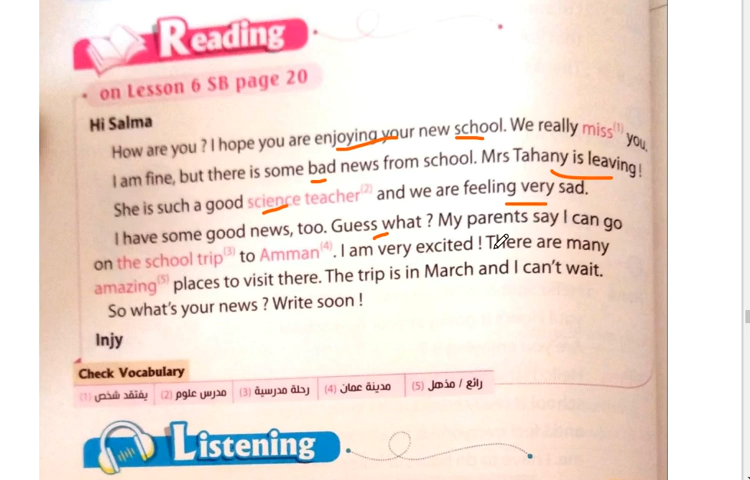 Reading
on Lesson 6 SB page 20
Hi Salma
How are you ? I hope you are enjoying your new school. We really miss(1) you.
I am fine, but there is some bad news from school. Mrs Tahany is leaving !
She is such a good science teacher(2) and we are feeling very sad.
I have some good news, too. Guess what ? My parents say I can go
on the school trip(3) to Amman(4). I am very excited ! There are many
amazing(5) places to visit there. The trip is in March and I can't wait.
So what's your news ? Write soon !
Injy
Check Vocabulary
(1) يفتقد شخص (2) مدرس علوم (3) رحلة مدرسية (4) مدينة عمان (5) رائع / مذهل
Listening